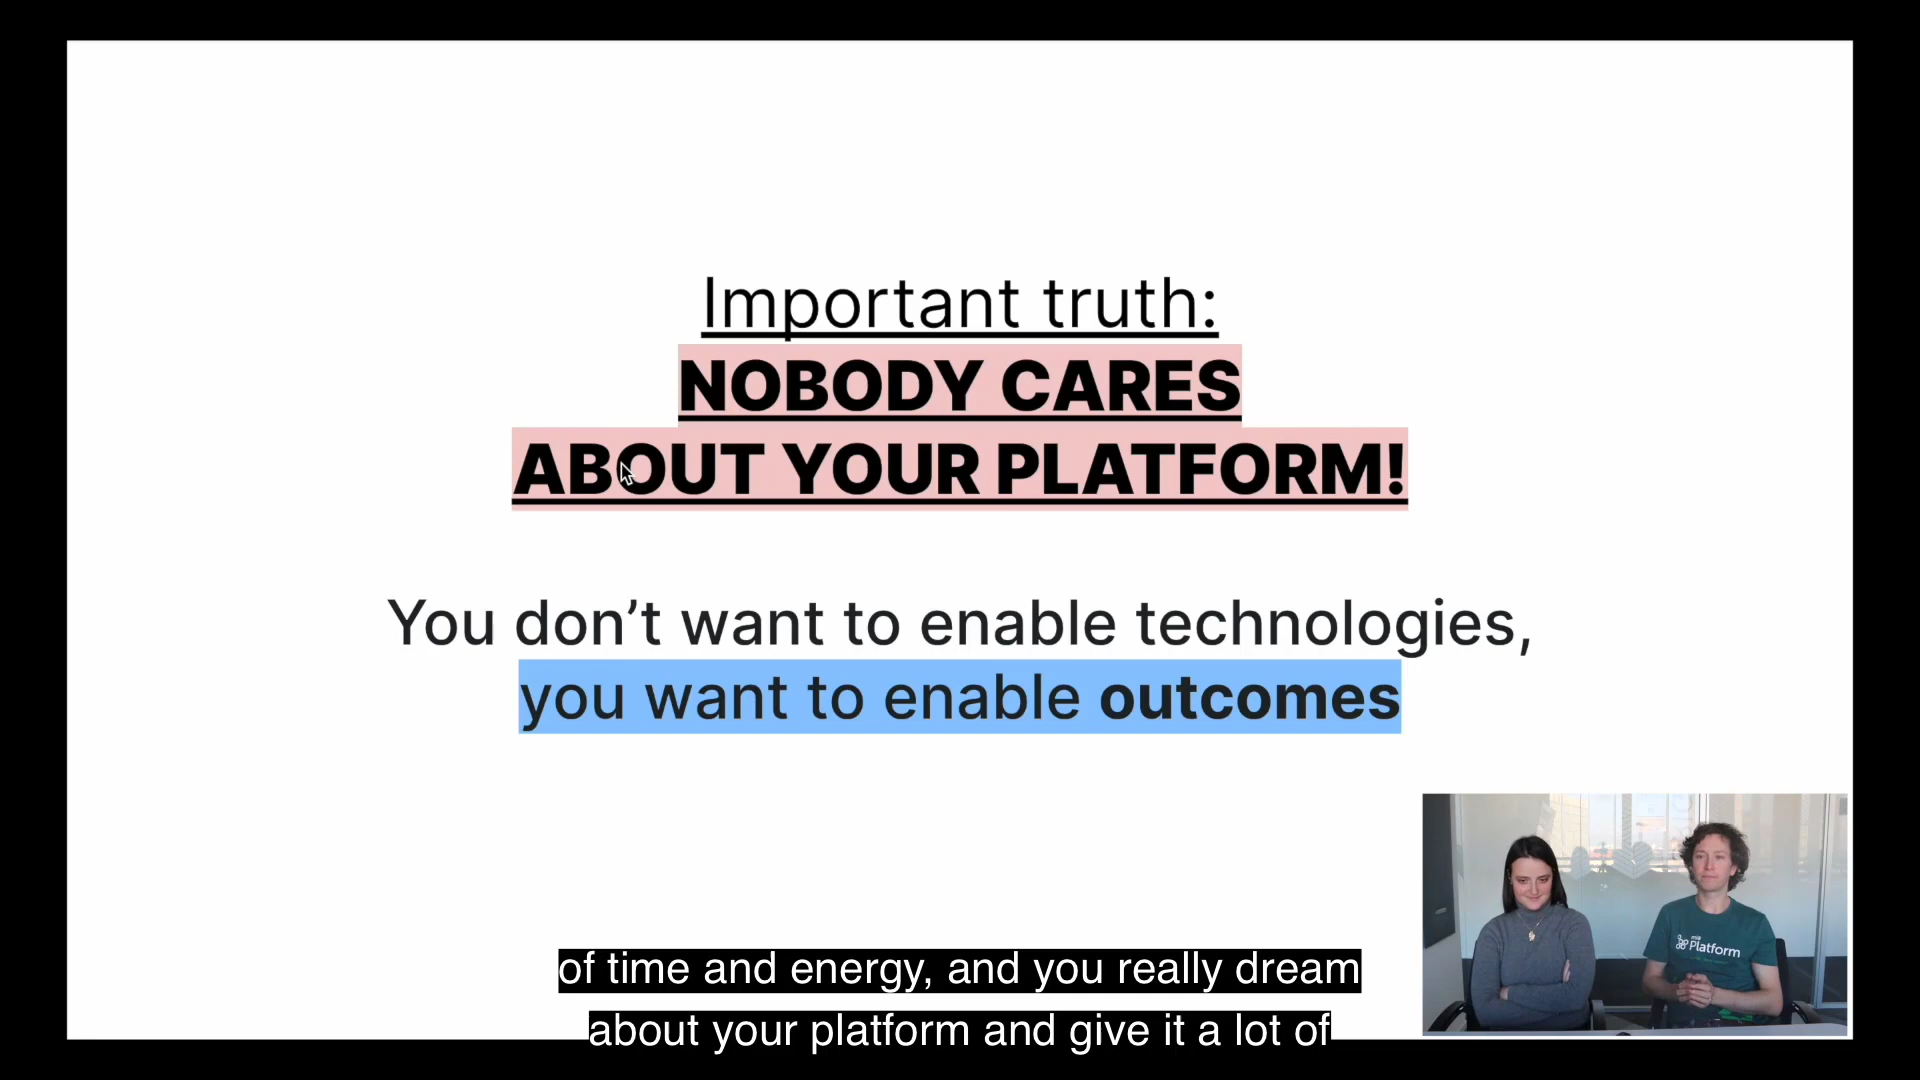 Important truth:
NOBODY CARES
ABOUT YOUR PLATFORM!
You don’t want to enable technologies,
you want to enable outcomes
mia
Platform
of time and energy, and you really dream
about your platform and give it a lot of